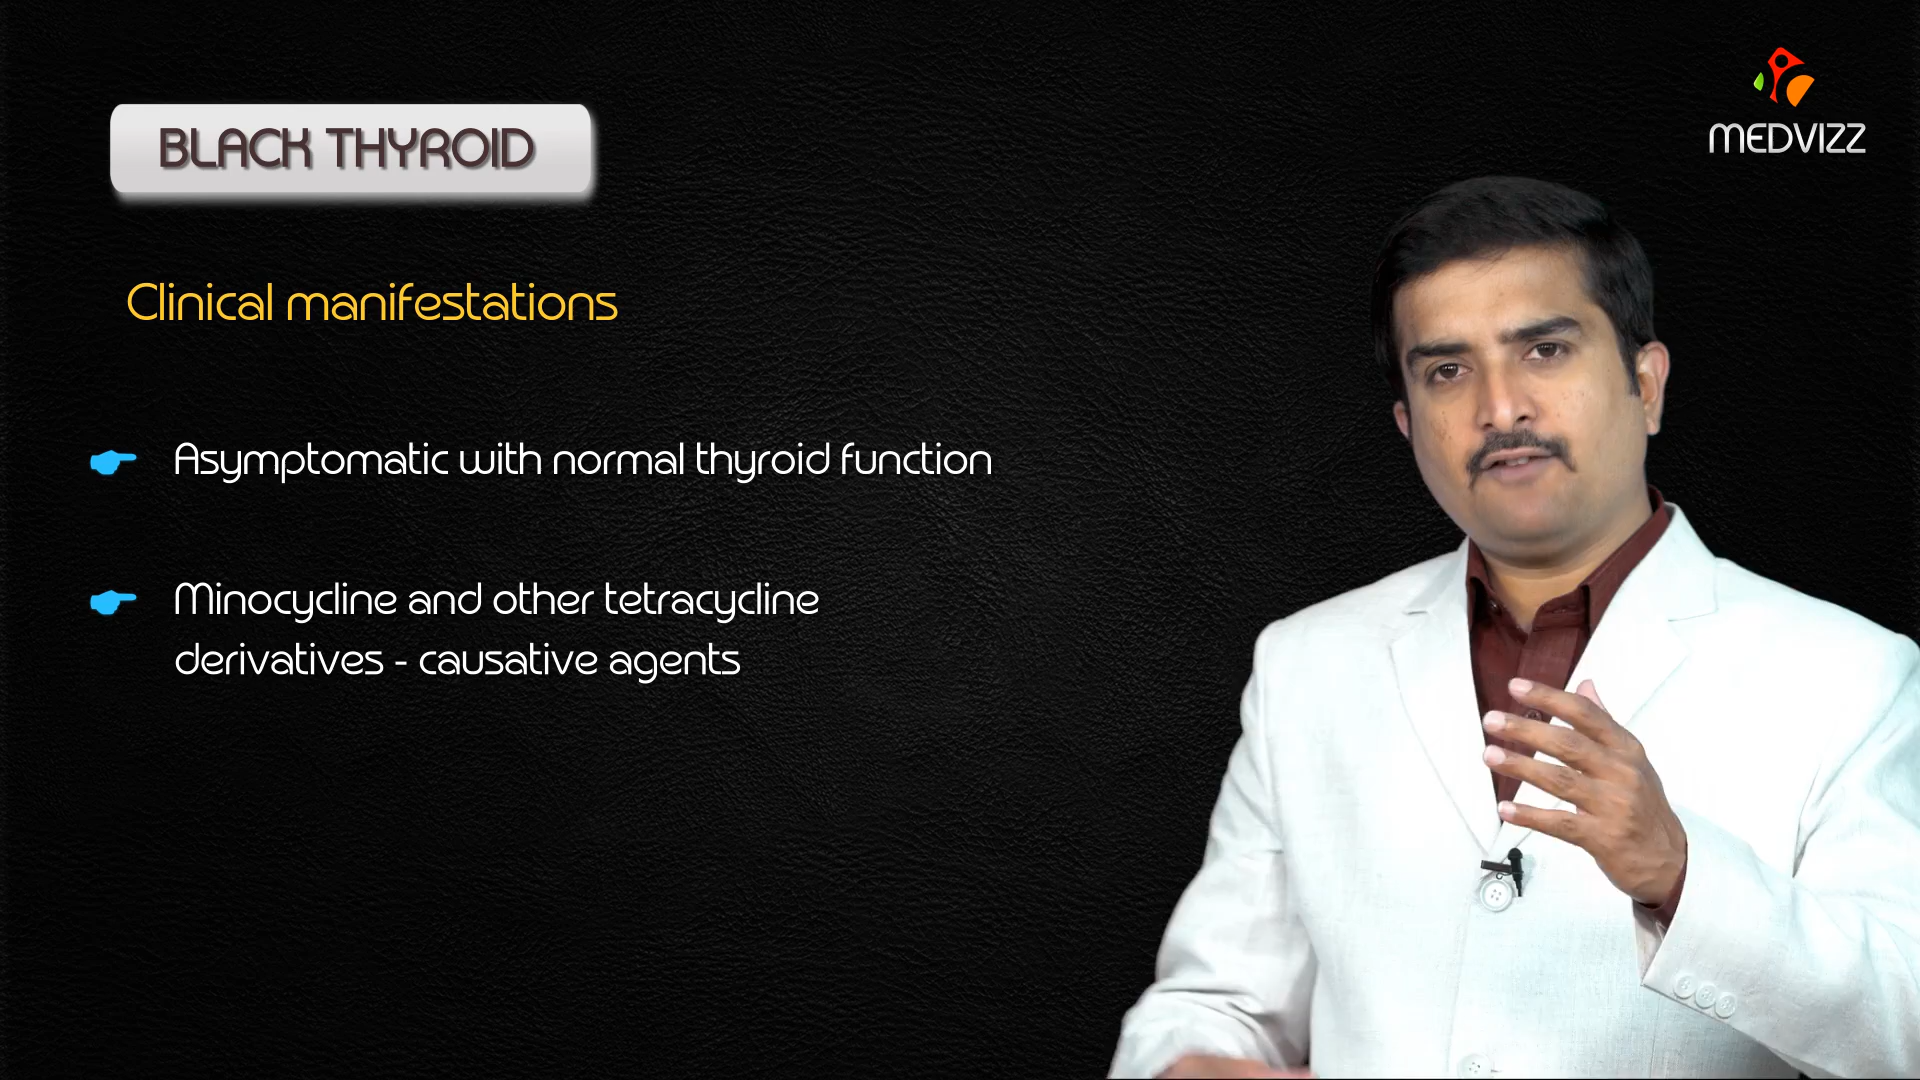 MEDVIZZ
BLACK THYROID
Clinical manifestations
Asymptomatic with normal thyroid function
Minocycline and other tetracycline
derivatives - causative agents